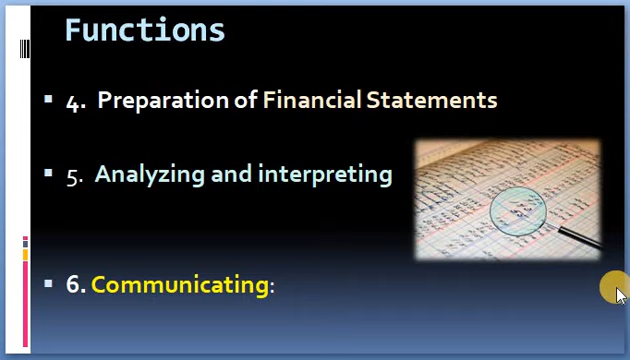 Functions
4. Preparation of Financial Statements
5. Analyzing and interpreting
6. Communicating: